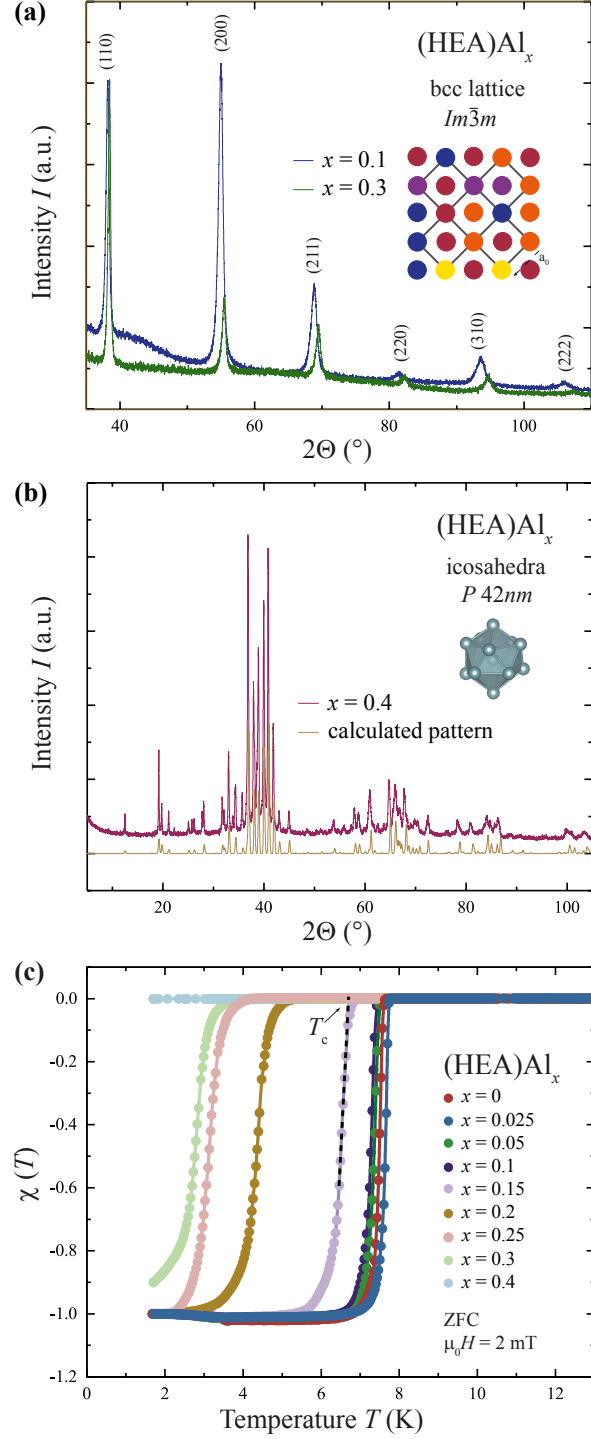 (a)
(HEA)Alₓ
bcc lattice
Im3̄m
x = 0.1
x = 0.3
a₀
(110)
(200)
(211)
(220)
(310)
(222)
Intensity I (a.u.)
40
60
80
100
2Θ (°)
(b)
(HEA)Alₓ
icosahedra
P 42nm
x = 0.4
calculated pattern
Intensity I (a.u.)
20
40
60
80
100
2Θ (°)
(c)
0.0
-0.2
-0.4
-0.6
-0.8
-1.0
-1.2
χ (T)
T_c
(HEA)Alₓ
x = 0
x = 0.025
x = 0.05
x = 0.1
x = 0.15
x = 0.2
x = 0.25
x = 0.3
x = 0.4
ZFC
μ₀H = 2 mT
0
2
4
6
8
10
12
Temperature T (K)